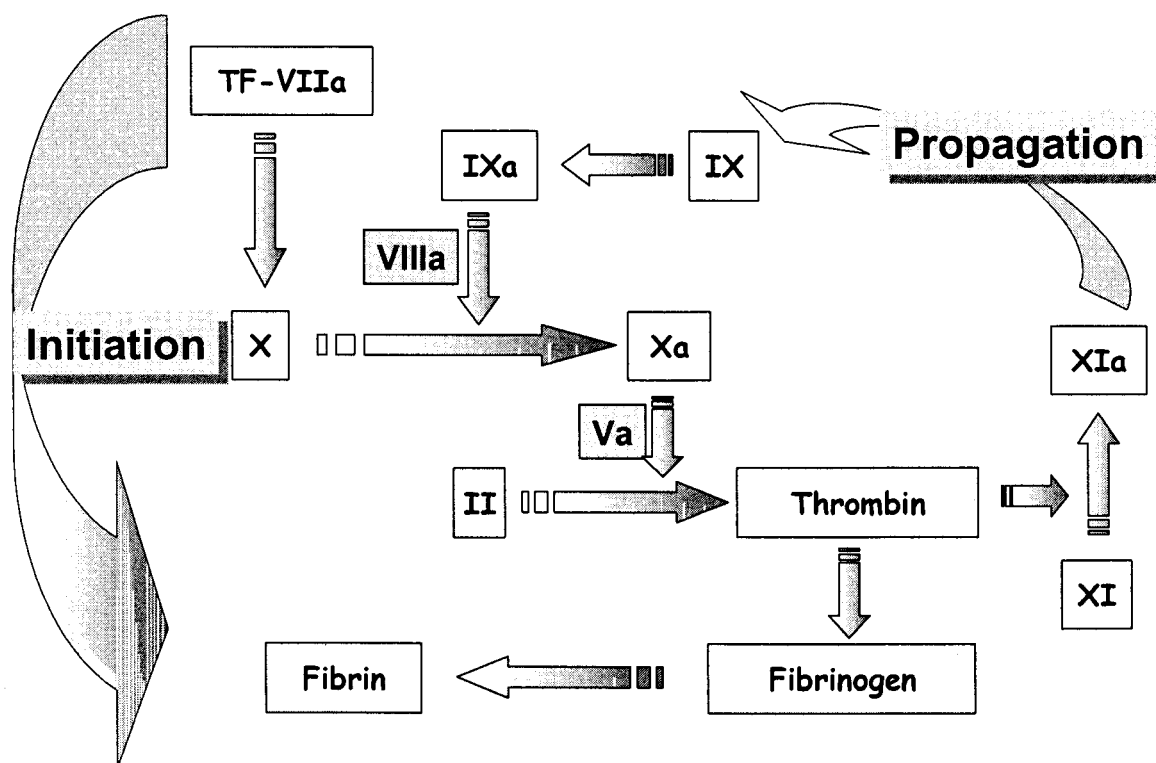 TF-VIIa
Propagation
IXa
IX
VIIIa
Initiation
X
Xa
XIa
Va
II
Thrombin
XI
Fibrin
Fibrinogen